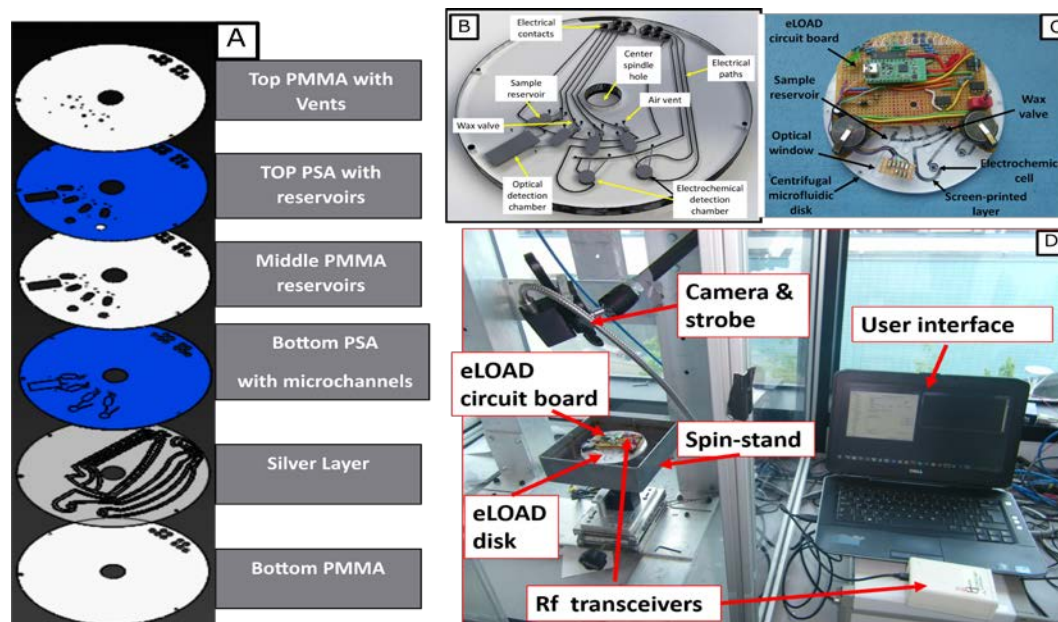 A
Top PMMA with
Vents
TOP PSA with
reservoirs
Middle PMMA
reservoirs
Bottom PSA
with microchannels
Silver Layer
Bottom PMMA
B
Electrical
contacts
Center
spindle
hole
Electrical
paths
Sample
reservoir
Air vent
Wax valve
Optical
detection
chamber
Electrochemical
detection
chamber
C
eLOAD
circuit board
Sample
reservoir
Wax
valve
Optical
window
Electrochemic
cell
Centrifugal
microfluidic
disk
Screen-printed
layer
D
Camera &
strobe
User interface
eLOAD
circuit board
Spin-stand
eLOAD
disk
Rf transceivers
DELL